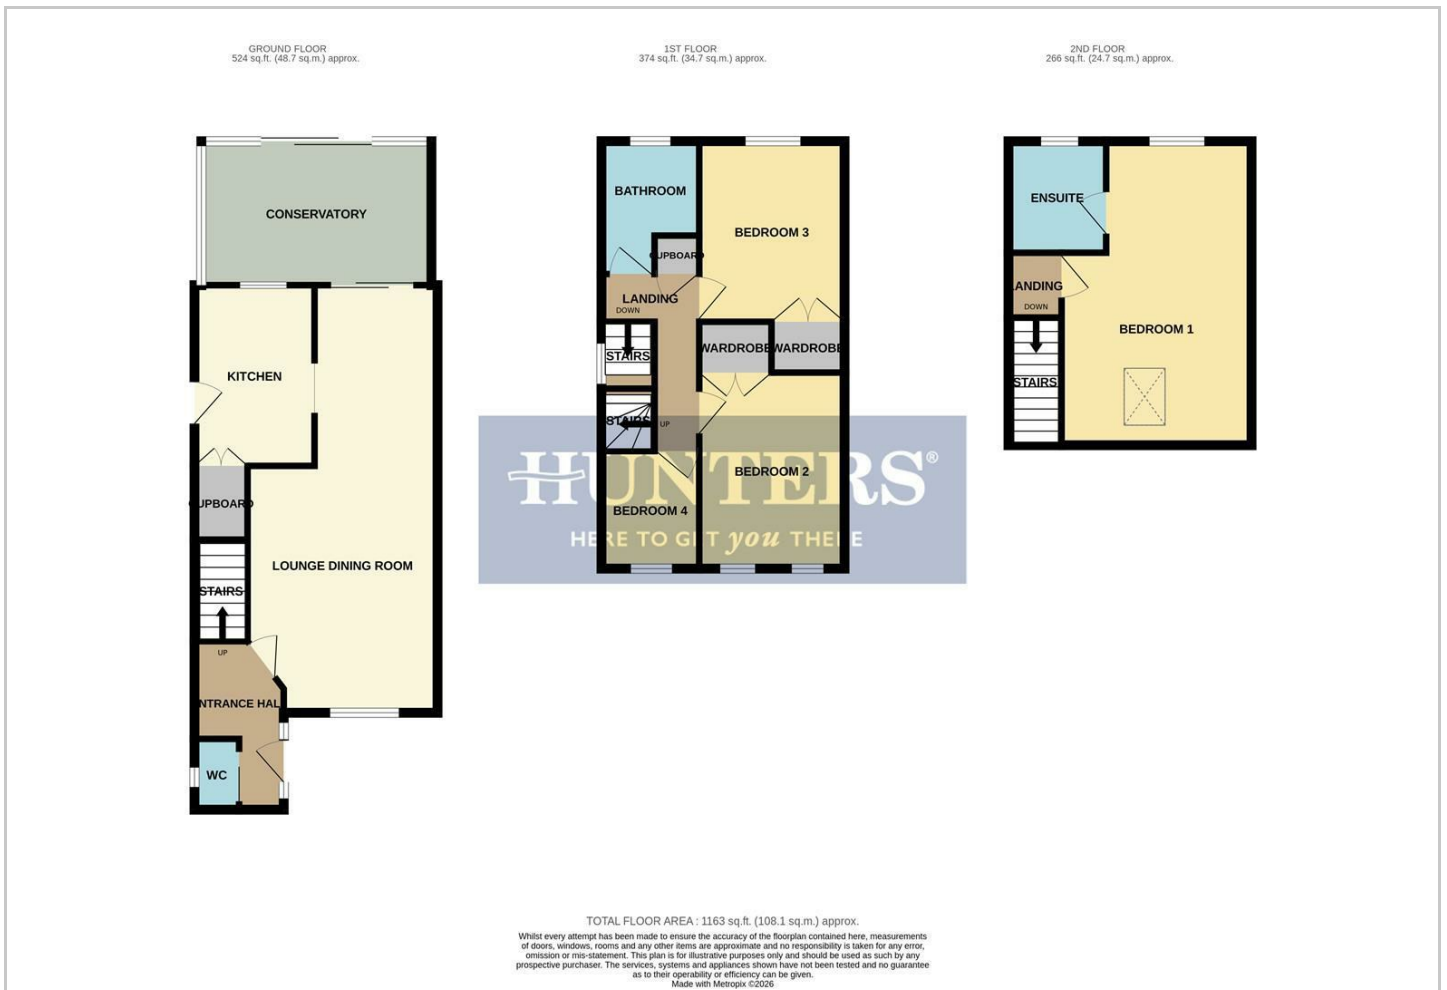 GROUND FLOOR
524 sq.ft. (48.7 sq.m.) approx.
1ST FLOOR
374 sq.ft. (34.7 sq.m.) approx.
2ND FLOOR
266 sq.ft. (24.7 sq.m.) approx.
CONSERVATORY
KITCHEN
CUPBOARD
LOUNGE DINING ROOM
STAIRS
UP
ENTRANCE HALL
WC
BATHROOM
BEDROOM 3
CUPBOARD
LANDING
DOWN
STAIRS
WARDROBE
WARDROBE
STAIRS
UP
BEDROOM 2
BEDROOM 4
ENSUITE
LANDING
DOWN
BEDROOM 1
STAIRS
HUNTERS®
HERE TO GET you THERE
TOTAL FLOOR AREA : 1163 sq.ft. (108.1 sq.m.) approx.
Whilst every attempt has been made to ensure the accuracy of the floorplan contained here, measurements
of doors, windows, rooms and any other items are approximate and no responsibility is taken for any error,
omission or mis-statement. This plan is for illustrative purposes only and should be used as such by any
prospective purchaser. The services, systems and appliances shown have not been tested and no guarantee
as to their operability or efficiency can be given.
Made with Metropix ©2026